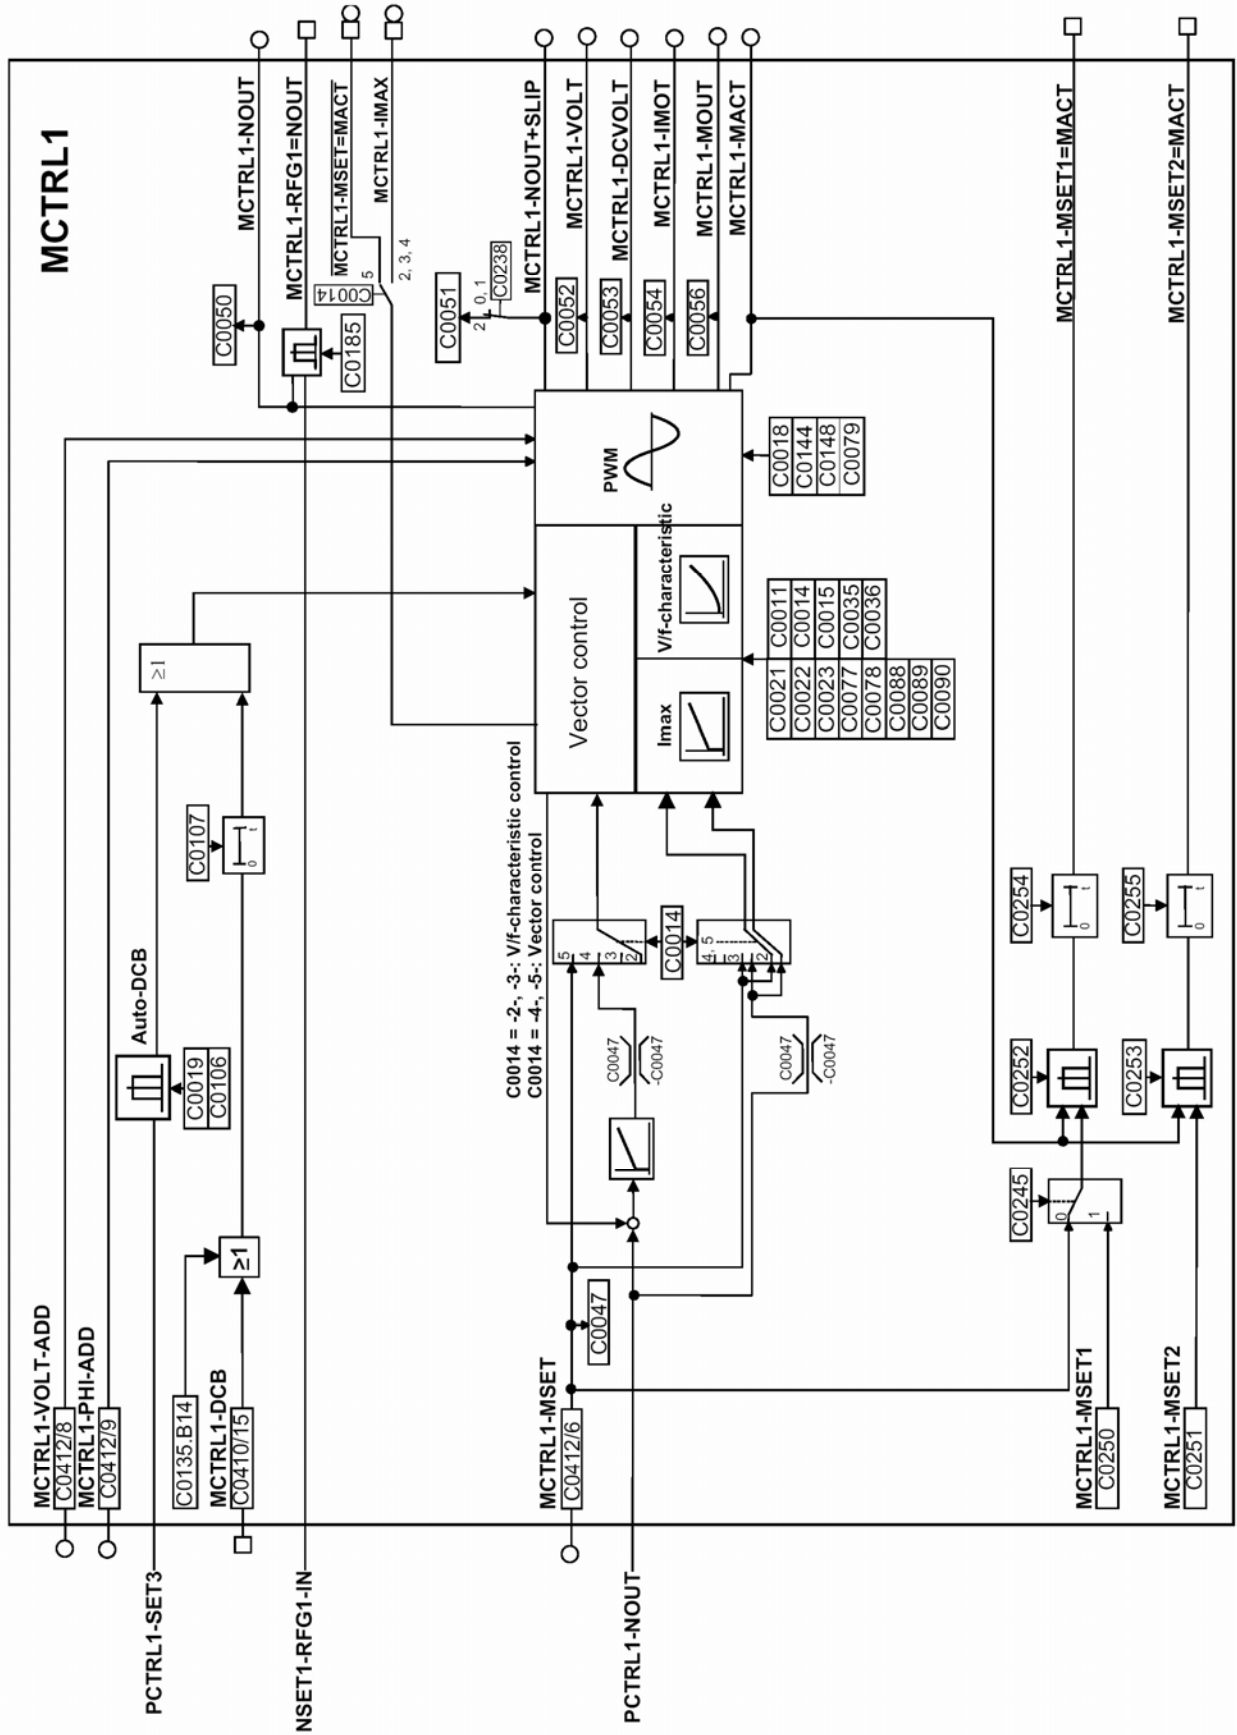 MCTRL1
MCTRL1-VOLT-ADD
C0412/8
MCTRL1-PHI-ADD
C0412/9
PCTRL1-SET3
C0135.B14
MCTRL1-DCB
C0410/15
NSET1-RFG1-IN
≥1
Auto-DCB
C0019
C0106
C0107
0
t
≥1
C0050
MCTRL1-NOUT
C0185
MCTRL1-RFG1=NOUT
C0014
5
2, 3, 4
MCTRL1-MSET=MACT
MCTRL1-IMAX
C0014 = -2-, -3-: V/f-characteristic control
C0014 = -4-, -5-: Vector control
MCTRL1-MSET
C0412/6
C0047
PCTRL1-NOUT
C0047
-C0047
C0047
-C0047
5
4
3
2
C0014
4, 5
3
2
Vector control
Imax
V/f-characteristic
PWM
C0021
C0022
C0023
C0077
C0078
C0088
C0089
C0090
C0011
C0014
C0015
C0035
C0036
C0018
C0144
C0148
C0079
C0051
2
0, 1
C0238
MCTRL1-NOUT+SLIP
C0052
MCTRL1-VOLT
C0053
MCTRL1-DCVOLT
C0054
MCTRL1-IMOT
C0056
MCTRL1-MOUT
MCTRL1-MACT
MCTRL1-MSET1
C0250
C0245
0
1
C0252
C0254
0
t
MCTRL1-MSET1=MACT
MCTRL1-MSET2
C0251
C0253
C0255
0
t
MCTRL1-MSET2=MACT